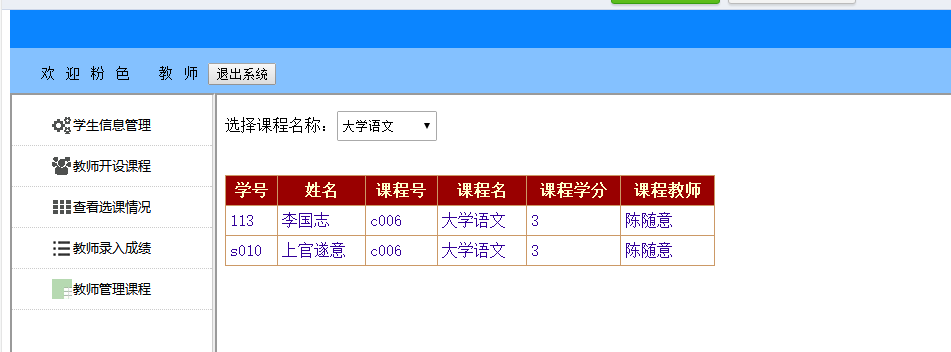 欢 迎 粉 色 教 师 退出系统
学生信息管理
教师开设课程
查看选课情况
教师录入成绩
教师管理课程
选择课程名称： 大学语文
学号 姓名 课程号 课程名 课程学分 课程教师
113 李国志 c006 大学语文 3 陈随意
s010 上官遂意 c006 大学语文 3 陈随意